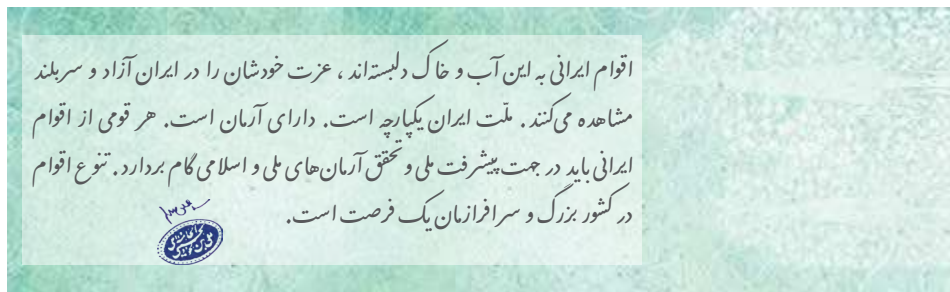 اقوام ایرانی به این آب و خاک دلبسته‌اند ، عزت خودشان را در ایران آزاد و سربلند
مشاهده می‌کنند . ملّت ایران یکپارچه است. دارای آرمان است. هر قومی از اقوام
ایرانی باید در جهت پیشرفت ملی و تحقق آرمان‌های ملی و اسلامی گام بردارد . تنوع اقوام
در کشور بزرگ و سرافرازمان یک فرصت است.